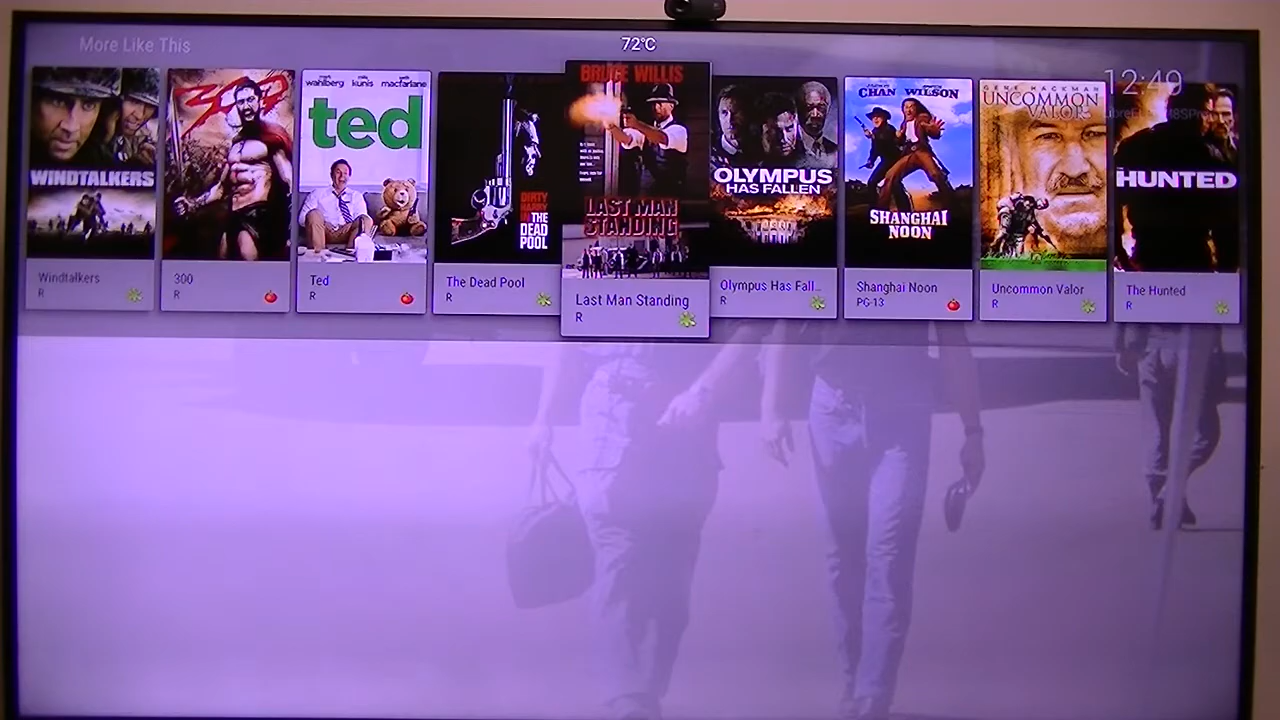 More Like This
72°C
12:49
WINDTALKERS
300
wahlberg kunis macfarlane
ted
DIRTY
HARRY
IN THE
DEAD
POOL
BRUCE WILLIS
LAST MAN
STANDING
OLYMPUS
HAS FALLEN
CHAN WILSON
SHANGHAI
NOON
GENE HACKMAN
UNCOMMON
VALOR
HUNTED
Windtalkers
R
300
R
Ted
R
The Dead Pool
R
Last Man Standing
R
Olympus Has Fall...
R
Shanghai Noon
PG-13
Uncommon Valor
R
The Hunted
R